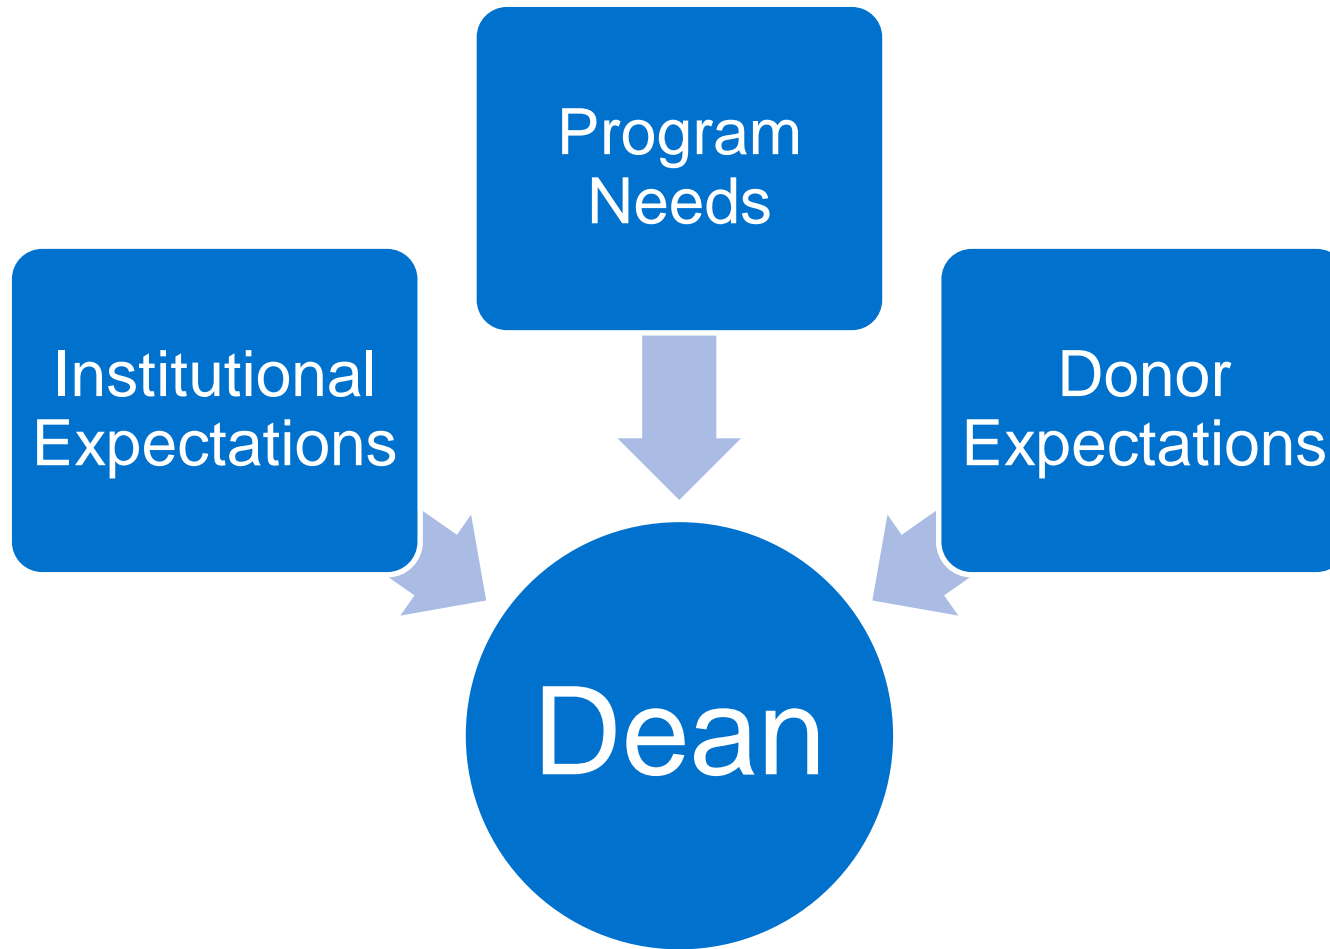 Program
Needs
Institutional
Expectations
Donor
Expectations
Dean